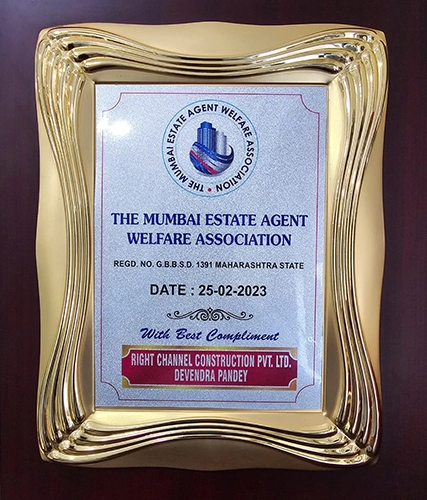 THE MUMBAI ESTATE AGENT WELFARE ASSOCIATION
THE MUMBAI ESTATE AGENT
WELFARE ASSOCIATION
REGD. NO. G.B.B.S.D. 1391 MAHARASHTRA STATE
DATE : 25-02-2023
With Best Compliment
RIGHT CHANNEL CONSTRUCTION PVT. LTD.
DEVENDRA PANDEY